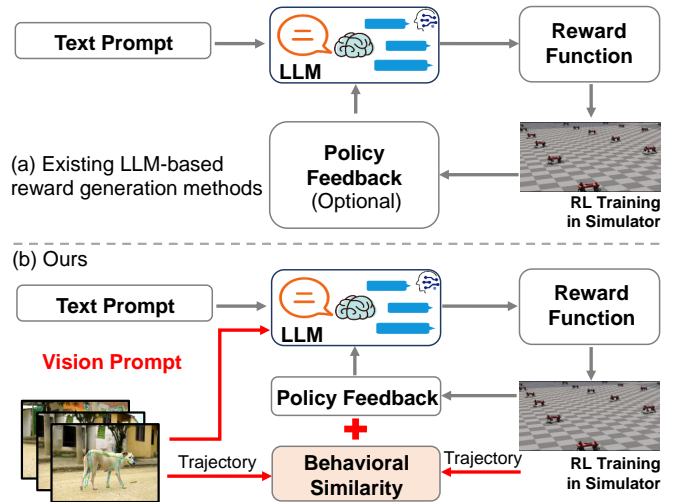 Text Prompt
LLM
Reward
Function
Policy
Feedback
(Optional)
(a) Existing LLM-based
reward generation methods
RL Training
in Simulator
(b) Ours
Text Prompt
LLM
Reward
Function
Vision Prompt
Policy Feedback
Trajectory
Behavioral
Similarity
Trajectory
RL Training
in Simulator